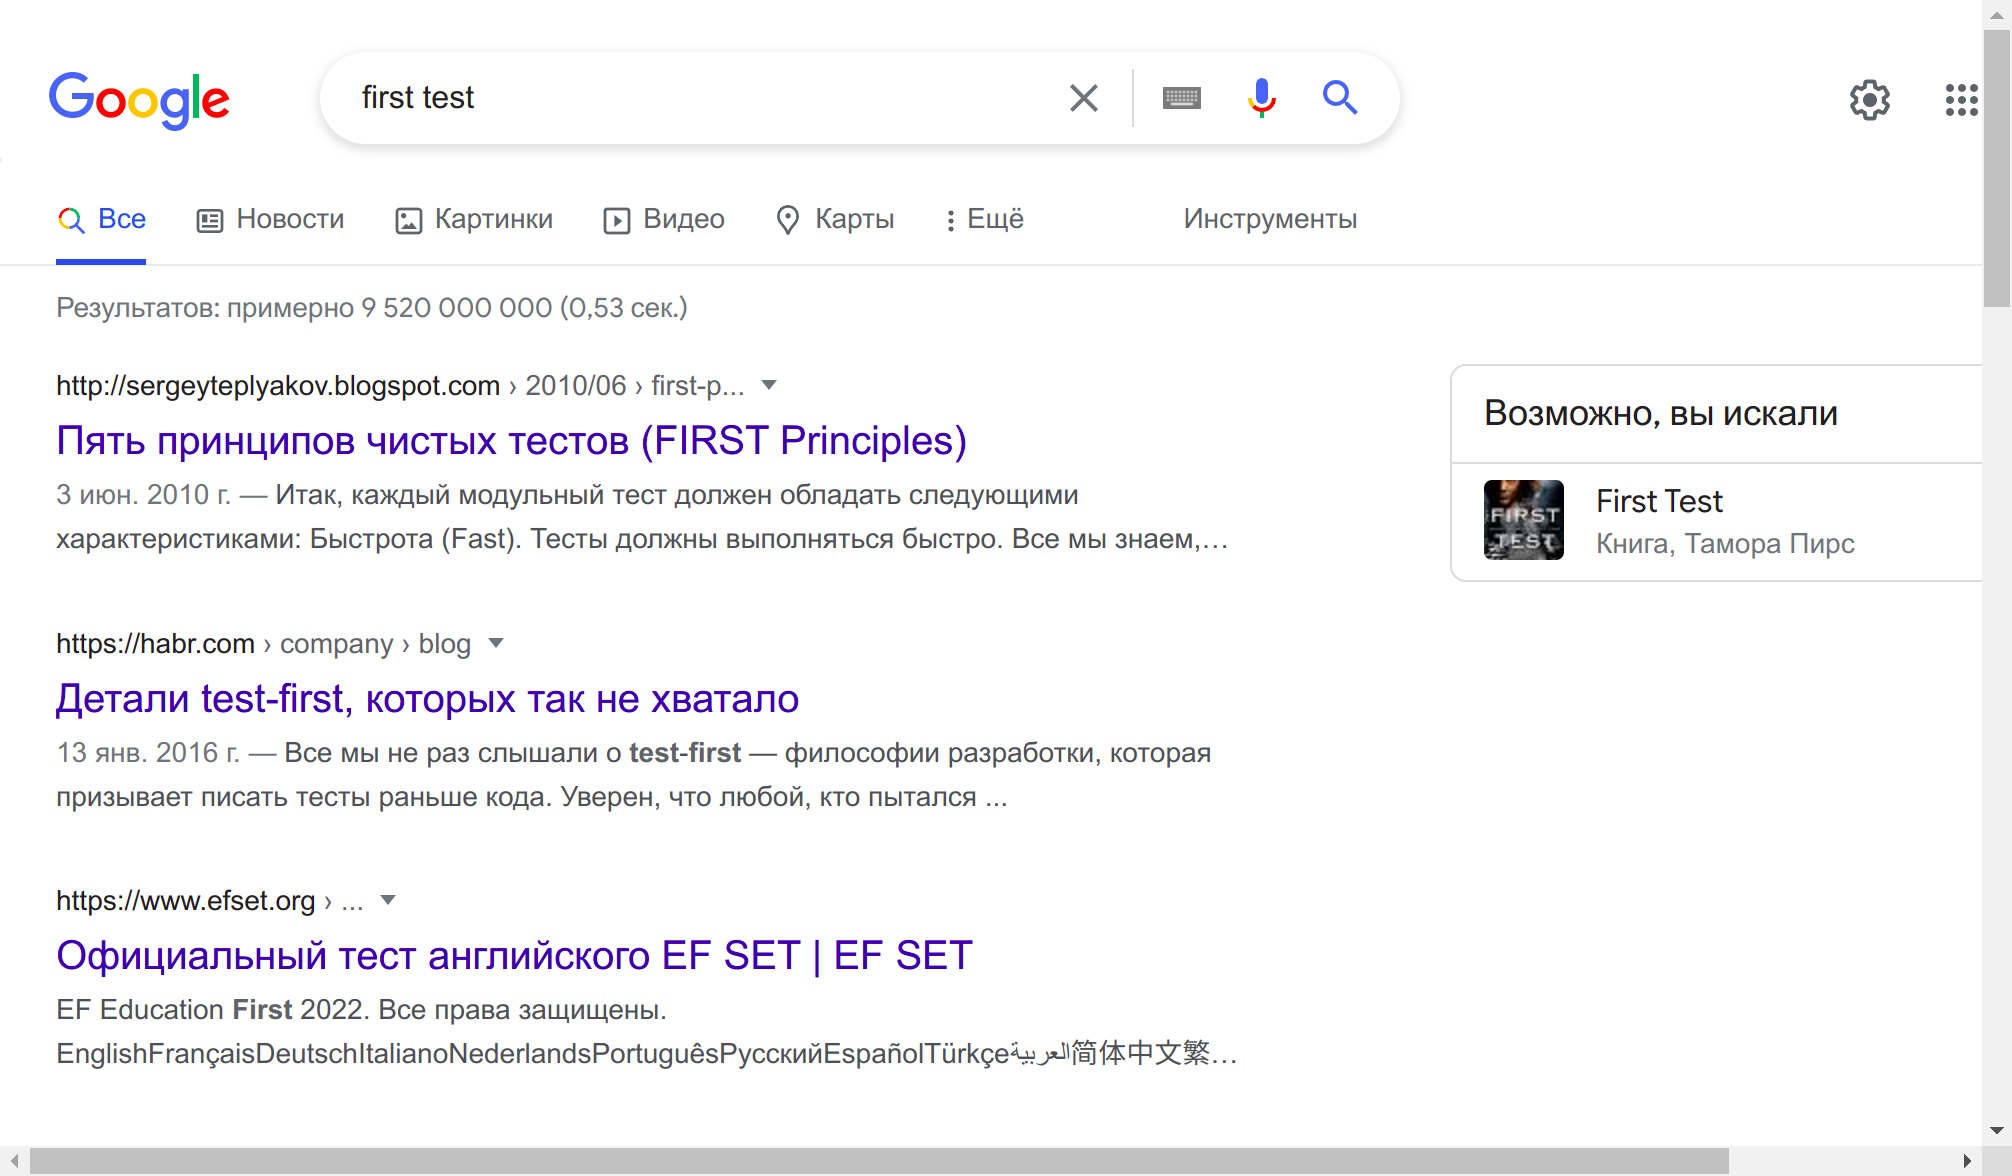 Google
first test
Все
Новости
Картинки
Видео
Карты
Ещё
Инструменты
Результатов: примерно 9 520 000 000 (0,53 сек.)
http://sergeyteplyakov.blogspot.com › 2010/06 › first-p...
Пять принципов чистых тестов (FIRST Principles)
3 июн. 2010 г. — Итак, каждый модульный тест должен обладать следующими
характеристиками: Быстрота (Fast). Тесты должны выполняться быстро. Все мы знаем,...
Возможно, вы искали
FIRST
TEST
First Test
Книга, Тамора Пирс
https://habr.com › company › blog
Детали test-first, которых так не хватало
13 янв. 2016 г. — Все мы не раз слышали о test-first — философии разработки, которая
призывает писать тесты раньше кода. Уверен, что любой, кто пытался ...
https://www.efset.org › ...
Официальный тест английского EF SET | EF SET
EF Education First 2022. Все права защищены.
EnglishFrançaisDeutschItalianoNederlandsPortuguêsРусскийEspañolTürkçeالعربية简体中文繁...